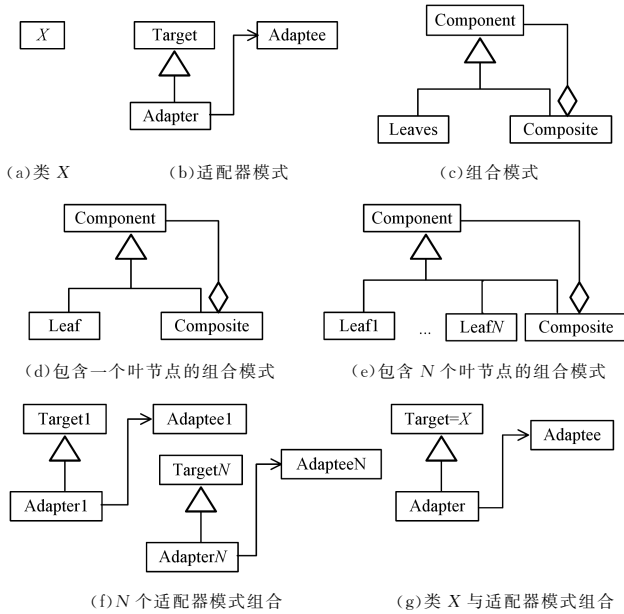 X
Target
Adaptee
Adapter
Component
Leaves
Composite
(a)类 X
(b)适配器模式
(c)组合模式
Component
Leaf
Composite
Component
Leaf1
...
LeafN
Composite
(d)包含一个叶节点的组合模式
(e)包含 N 个叶节点的组合模式
Target1
Adaptee1
Adapter1
TargetN
AdapteeN
AdapterN
Target=X
Adaptee
Adapter
(f)N 个适配器模式组合
(g)类 X 与适配器模式组合